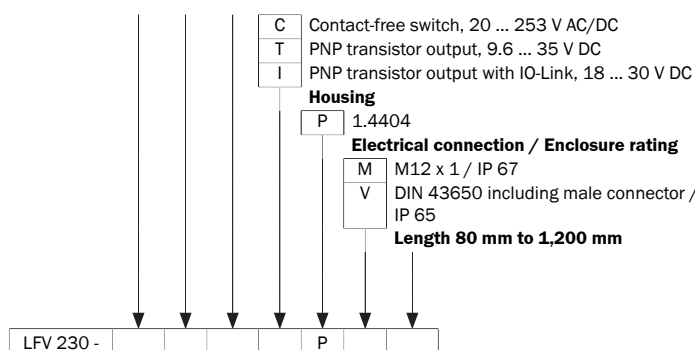 C Contact-free switch, 20 ... 253 V AC/DC
T PNP transistor output, 9.6 ... 35 V DC
I PNP transistor output with IO-Link, 18 ... 30 V DC
Housing
P 1.4404
Electrical connection / Enclosure rating
M M12 x 1 / IP 67
V DIN 43650 including male connector /
IP 65
Length 80 mm to 1,200 mm
LFV 230 - P